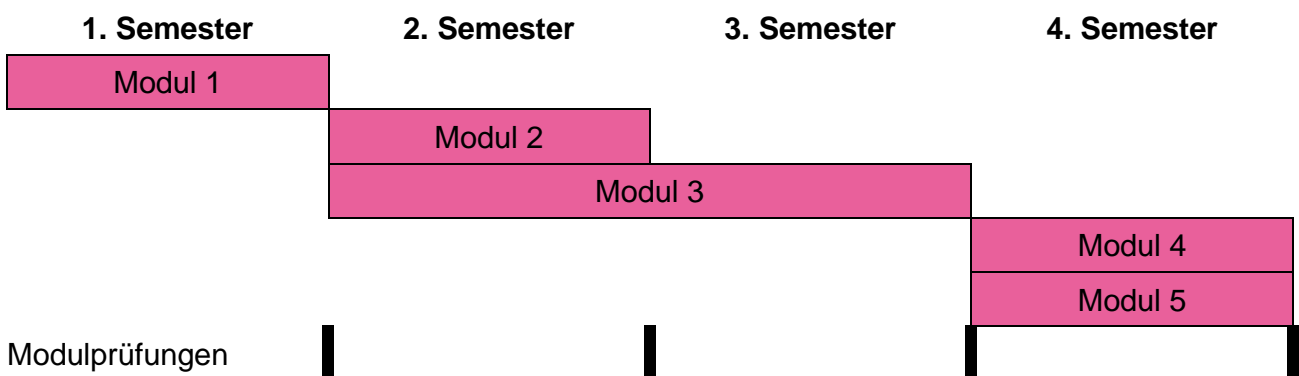 1. Semester 2. Semester 3. Semester 4. Semester
Modul 1
Modul 2
Modul 3
Modul 4
Modul 5
Modulprüfungen